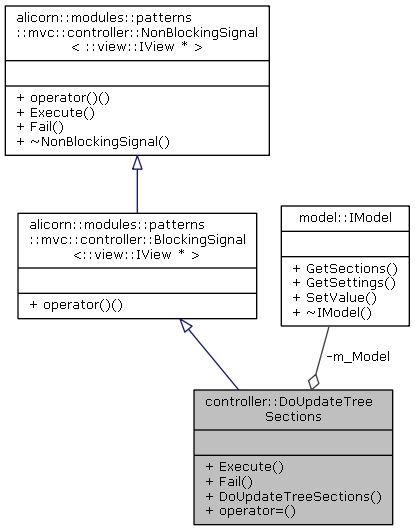 alicorn::modules::patterns
::mvc::controller::NonBlockingSignal
< ::view::IView * >
+ operator()()
+ Execute()
+ Fail()
+ ~NonBlockingSignal()
alicorn::modules::patterns
::mvc::controller::BlockingSignal
<::view::IView * >
+ operator()()
model::IModel
+ GetSections()
+ GetSettings()
+ SetValue()
+ ~IModel()
-m_Model
controller::DoUpdateTree
Sections
+ Execute()
+ Fail()
+ DoUpdateTreeSections()
+ operator=()